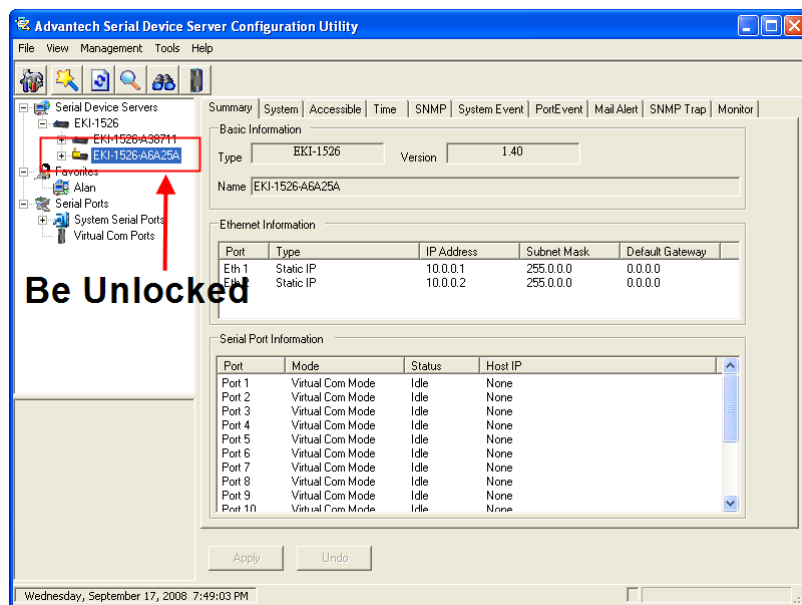 Advantech Serial Device Server Configuration Utility
File View Management Tools Help
Serial Device Servers
EKI-1526
EKI-1526-A38711
EKI-1526-A6A25A
Favorites
Alan
Serial Ports
System Serial Ports
Virtual Com Ports
Be Unlocked
Summary System Accessible Time SNMP System Event PortEvent Mail Alert SNMP Trap Monitor
Basic Information
Type EKI-1526 Version 1.40
Name EKI-1526-A6A25A
Ethernet Information
Port Type IP Address Subnet Mask Default Gateway
Eth 1 Static IP 10.0.0.1 255.0.0.0 0.0.0.0
Eth 2 Static IP 10.0.0.2 255.0.0.0 0.0.0.0
Serial Port Information
Port Mode Status Host IP
Port 1 Virtual Com Mode Idle None
Port 2 Virtual Com Mode Idle None
Port 3 Virtual Com Mode Idle None
Port 4 Virtual Com Mode Idle None
Port 5 Virtual Com Mode Idle None
Port 6 Virtual Com Mode Idle None
Port 7 Virtual Com Mode Idle None
Port 8 Virtual Com Mode Idle None
Port 9 Virtual Com Mode Idle None
Port 10 Virtual Com Mode Idle None
Apply Undo
Wednesday, September 17, 2008 7:49:03 PM